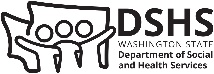 DSHS
WASHINGTON STATE
Department of Social
and Health Services